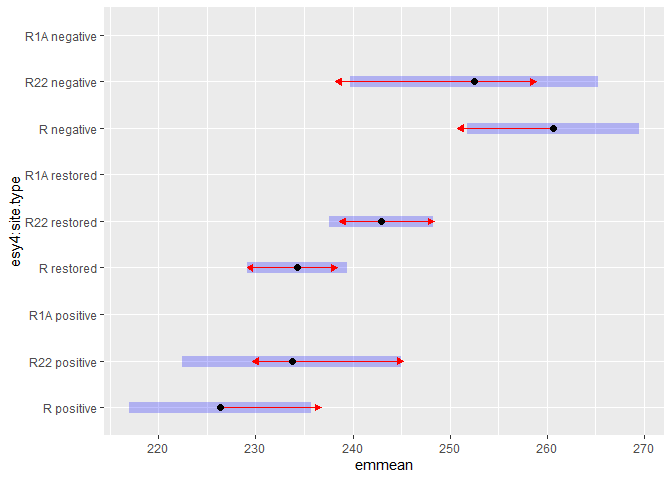 R1A negative
R22 negative
R negative
R1A restored
R22 restored
R restored
R1A positive
R22 positive
R positive
esy4:site.type
220 230 240 250 260 270
emmean